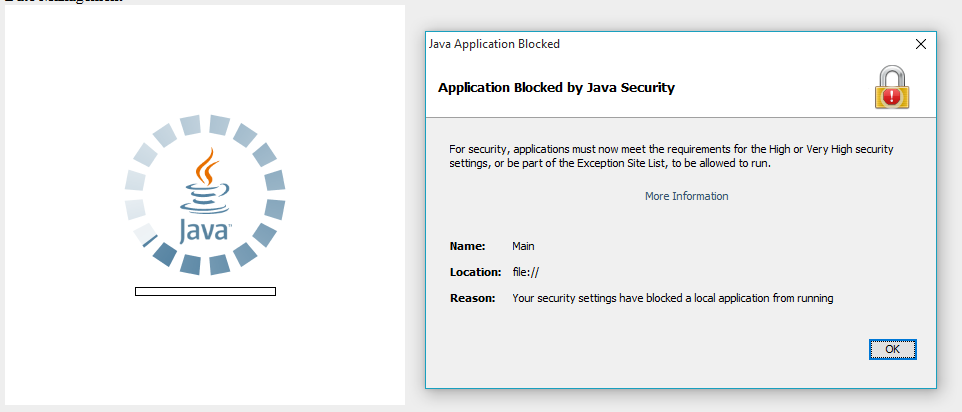 Java™
Java Application Blocked
Application Blocked by Java Security
For security, applications must now meet the requirements for the High or Very High security
settings, or be part of the Exception Site List, to be allowed to run.
More Information
Name: Main
Location: file://
Reason: Your security settings have blocked a local application from running
OK